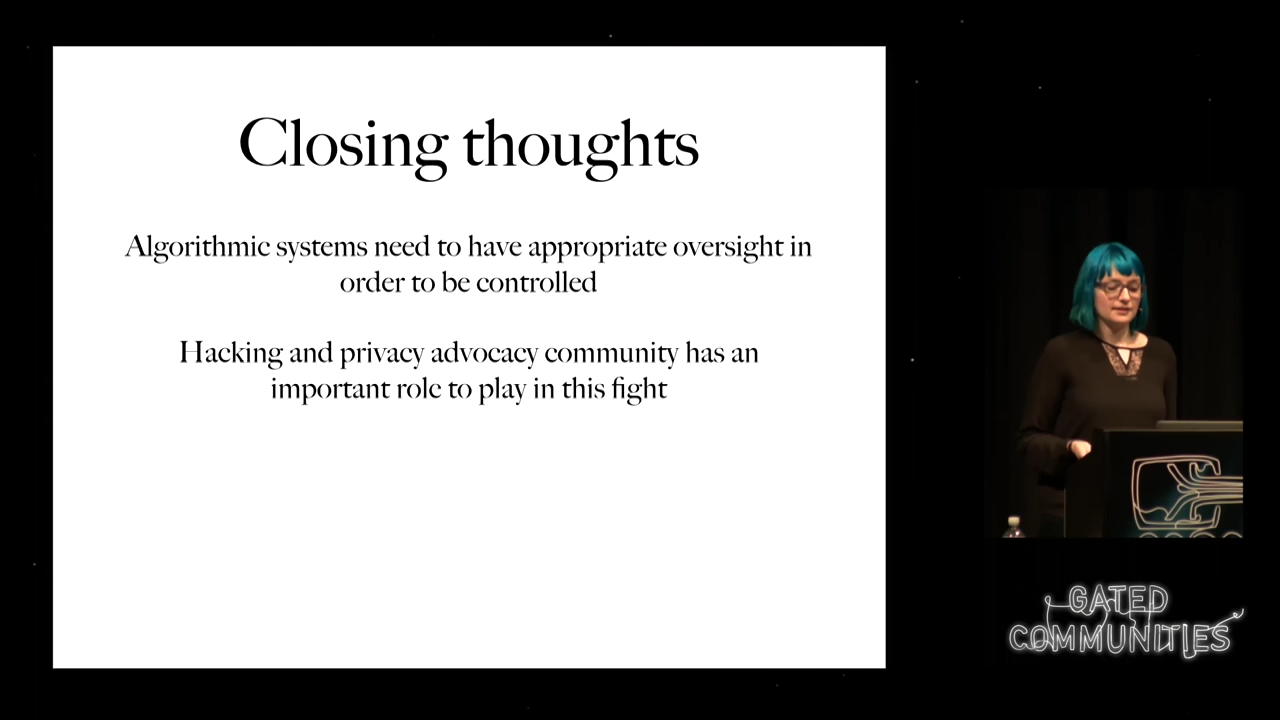 Closing thoughts
Algorithmic systems need to have appropriate oversight in
order to be controlled
Hacking and privacy advocacy community has an
important role to play in this fight
GATED
COMMUNITIES